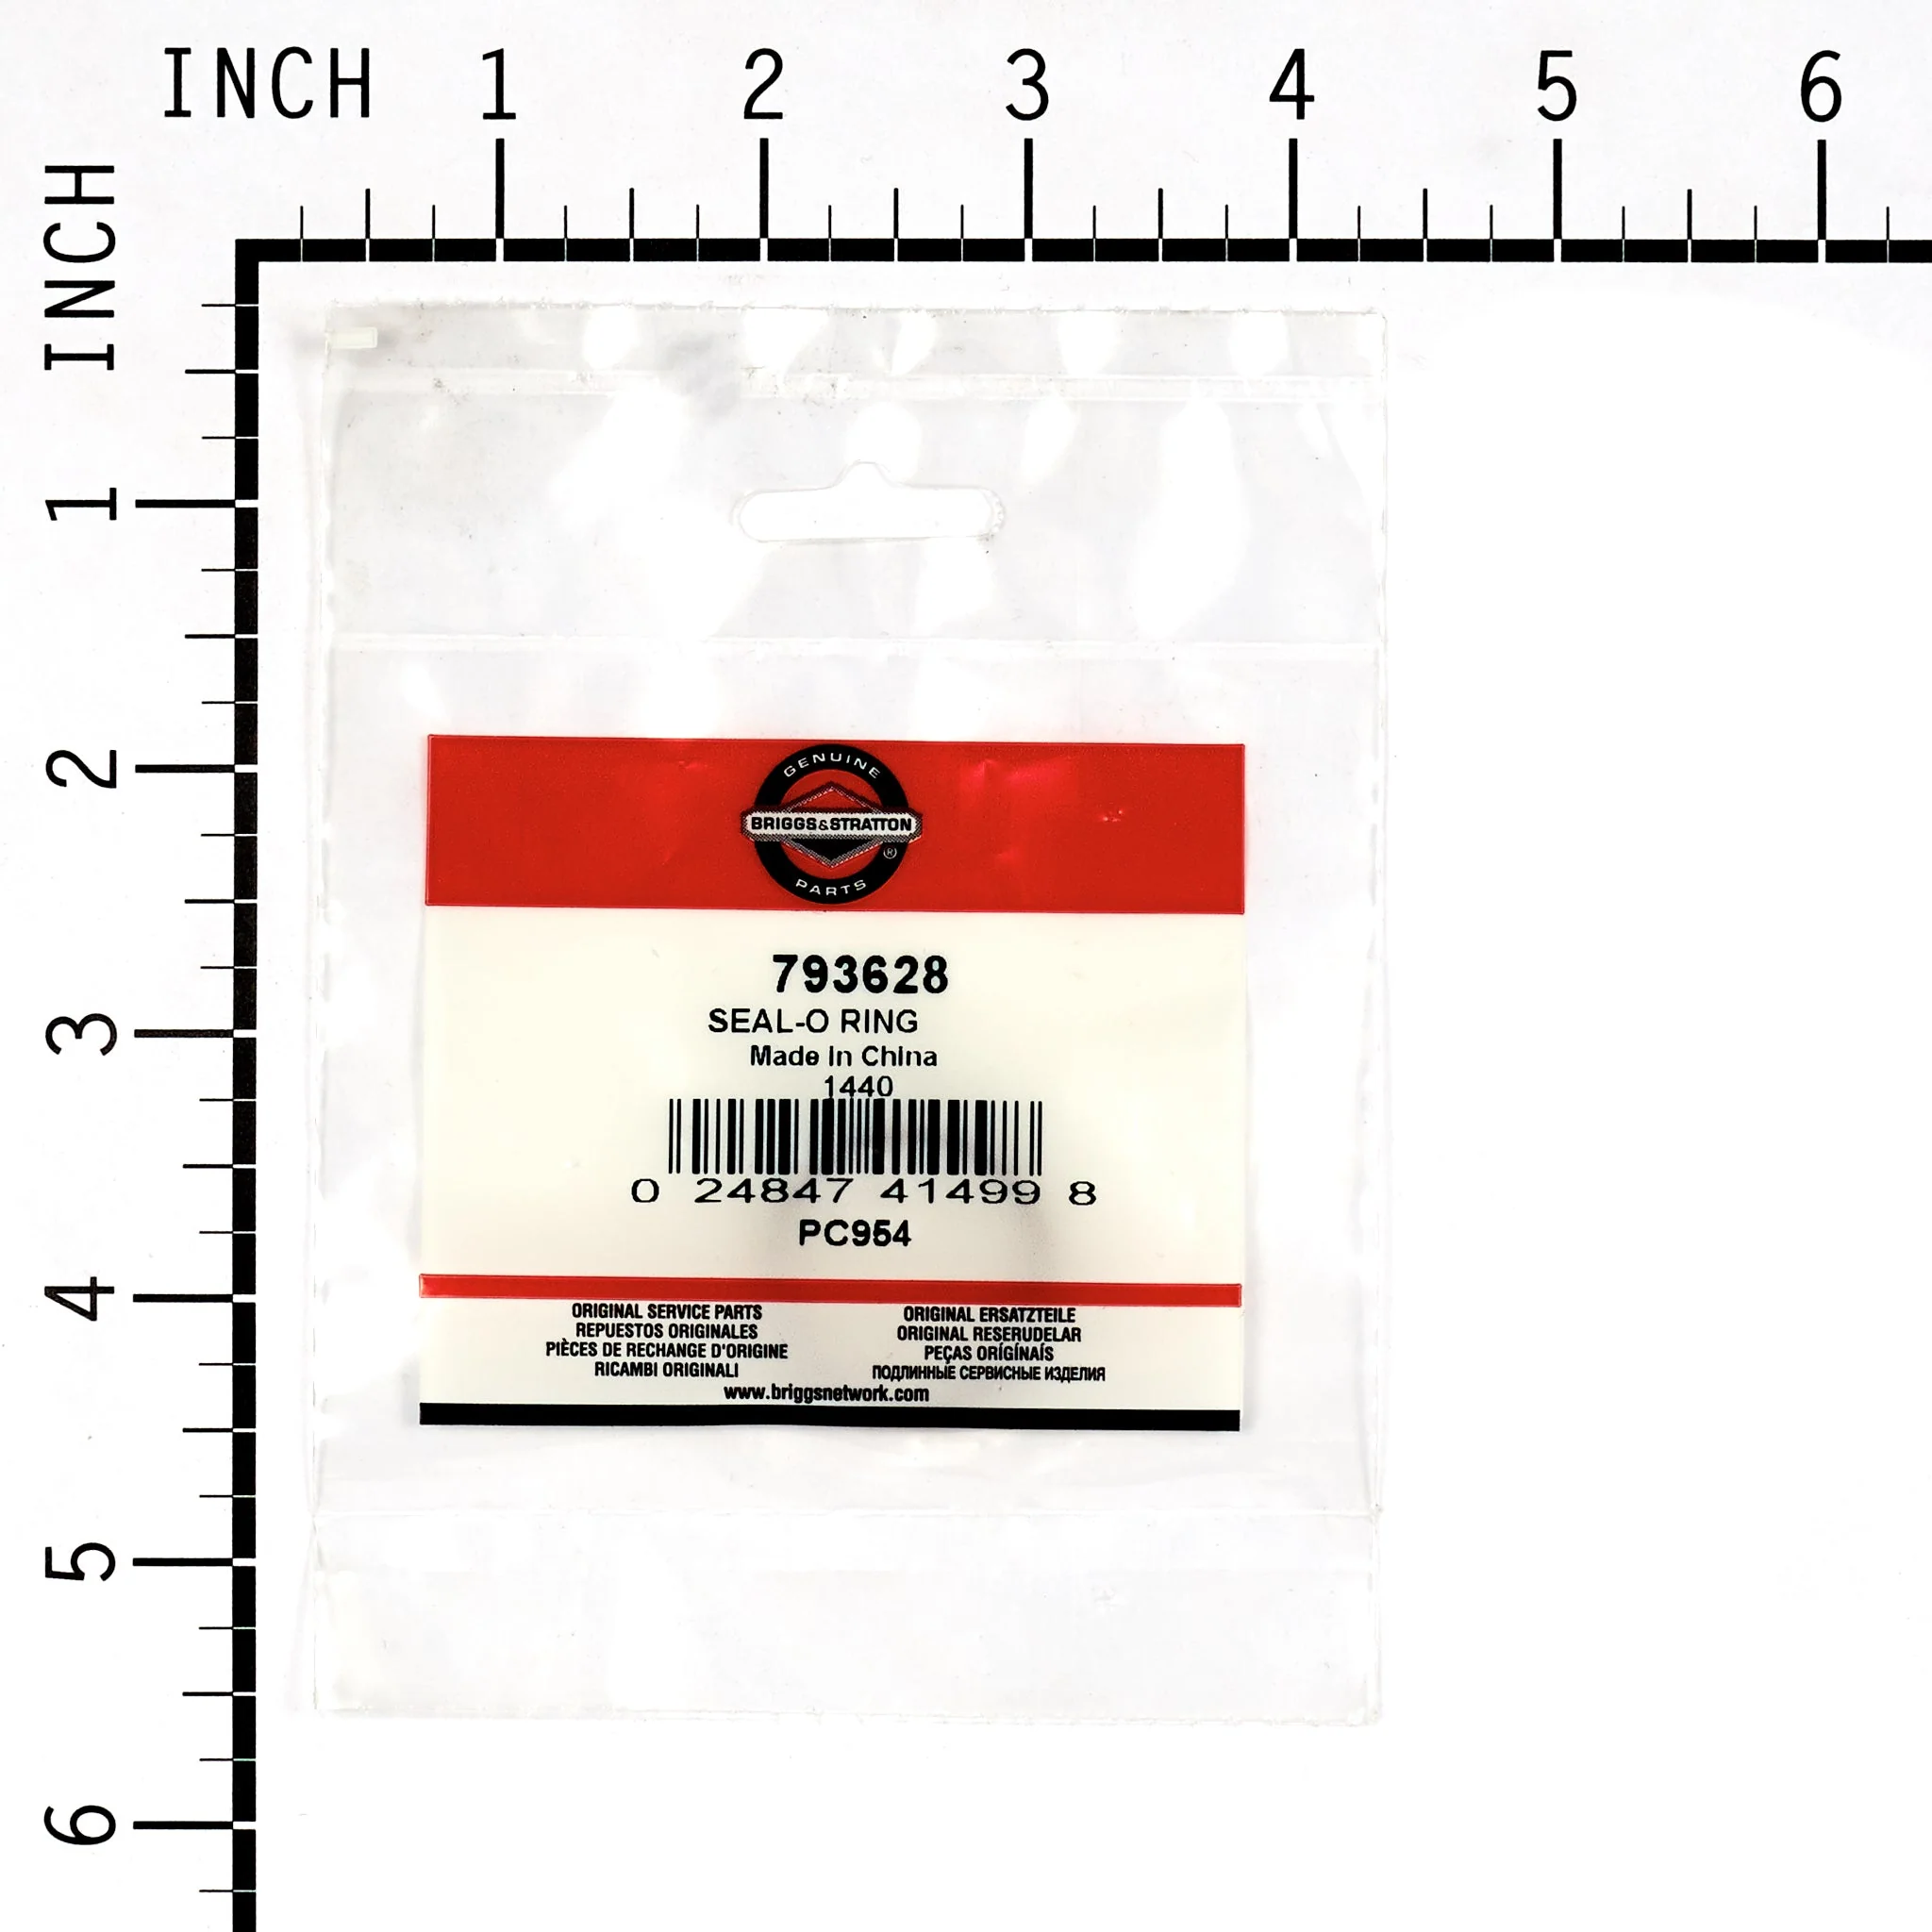 INCH 1 2 3 4 5 6
INCH 1 2 3 4 5 6
GENUINE
BRIGGS&STRATTON
®
PARTS
793628
SEAL-O RING
Made In China
1440
0 24847 41499 8
PC954
ORIGINAL SERVICE PARTS
REPUESTOS ORIGINALES
PIÈCES DE RECHANGE D'ORIGINE
RICAMBI ORIGINALI
ORIGINAL ERSATZTEILE
ORIGINAL RESERUDELAR
PEÇAS ORÍGÍNAÍS
ПОДЛИННЫЕ СЕРВИСНЫЕ ИЗДЕЛИЯ
www.briggsnetwork.com